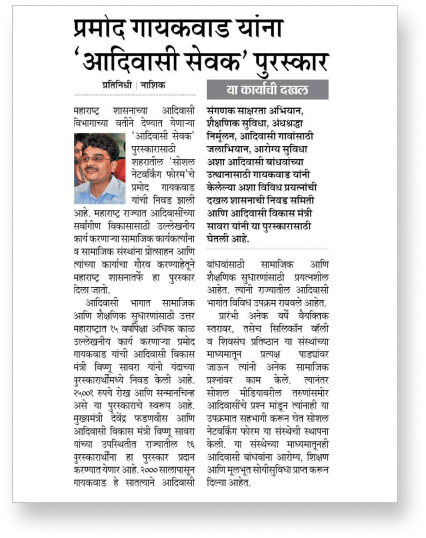 प्रमोद गायकवाड यांना
‘आदिवासी सेवक’ पुरस्कार
प्रतिनिधी | नाशिक
महाराष्ट्र शासनाच्या आदिवासी
विभागाच्या वतीने देण्यात येणाऱ्या
‘आदिवासी सेवक’
पुरस्कारासाठी
शहरातील ‘सोशल
नेटवर्किंग फोरम’चे
प्रमोद गायकवाड
यांची निवड झाली
आहे. महाराष्ट्र राज्यात आदिवासींच्या
सर्वांगीण विकासासाठी उल्लेखनीय
कार्य करणाऱ्या सामाजिक कार्यकर्त्यांना
व सामाजिक संस्थांना प्रोत्साहन आणि
त्यांच्या कार्याचा गौरव करण्याहेतूने
महाराष्ट्र शासनातर्फे हा पुरस्कार
दिला जातो.
आदिवासी भागात सामाजिक
आणि शैक्षणिक सुधारणांसाठी उत्तर
महाराष्ट्रात १५ वर्षांपेक्षा अधिक काळ
उल्लेखनीय कार्य करणाऱ्या प्रमोद
गायकवाड यांची आदिवासी विकास
मंत्री विष्णू सावरा यांनी यंदाच्या
पुरस्कारार्थींमध्ये निवड केली आहे.
२५००१ रुपये रोख आणि सन्मानचिन्ह
असे या पुरस्काराचे स्वरूप आहे.
मुख्यमंत्री देवेंद्र फडणवीस आणि
आदिवासी विकास मंत्री विष्णू सावरा
यांच्या उपस्थितीत राज्यातील १६
पुरस्कारार्थींना हा पुरस्कार प्रदान
करण्यात येणार आहे. २००० सालापासून
गायकवाड हे सातत्याने आदिवासी
या कार्याची दखल
संगणक साक्षरता अभियान,
शैक्षणिक सुविधा, अंधश्रद्धा
निर्मूलन, आदिवासी गावांसाठी
जलाभियान, आरोग्य सुविधा
अशा आदिवासी बांधवांच्या
उत्थानासाठी गायकवाड यांनी
केलेल्या अशा विविध प्रयत्नांची
दखल शासनाची निवड समिती
आणि आदिवासी विकास मंत्री
सावरा यांनी या पुरस्कारासाठी
घेतली आहे.
बांधवांसाठी सामाजिक आणि
शैक्षणिक सुधारणांसाठी प्रयत्नशील
आहेत. त्यांनी राज्यातील आदिवासी
भागांत विविध उपक्रम राबवले आहेत.
प्रारंभी अनेक वर्षे वैयक्तिक
स्तरावर, तसेच सिलिकॉन व्हॅली
व शिवसंघ प्रतिष्ठान या संस्थांच्या
माध्यमातून प्रत्यक्ष पाड्यांवर
जाऊन त्यांनी अनेक सामाजिक
प्रश्नांवर काम केले. त्यानंतर
सोशल मीडियावरील तरुणांसमोर
आदिवासींचे प्रश्न मांडून त्यांनाही या
उपक्रमात सहभागी करून घेत सोशल
नेटवर्किंग फोरम या संस्थेची स्थापना
केली. या संस्थेच्या माध्यमातूनही
आदिवासी बांधवांना आरोग्य, शिक्षण
आणि मूलभूत सोयीसुविधा प्राप्त करून
दिल्या आहेत.